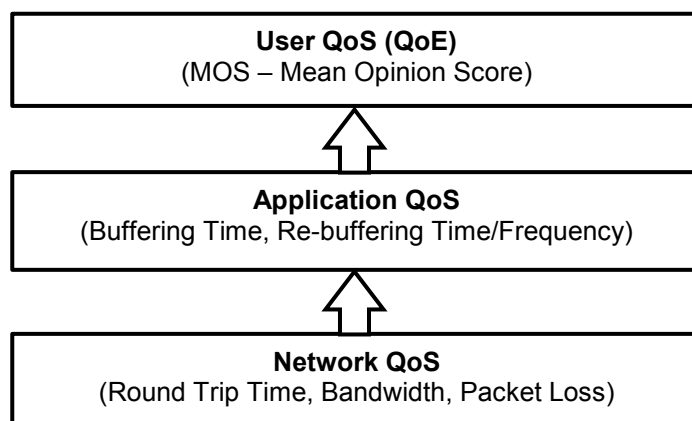 User QoS (QoE)
(MOS – Mean Opinion Score)
Application QoS
(Buffering Time, Re-buffering Time/Frequency)
Network QoS
(Round Trip Time, Bandwidth, Packet Loss)